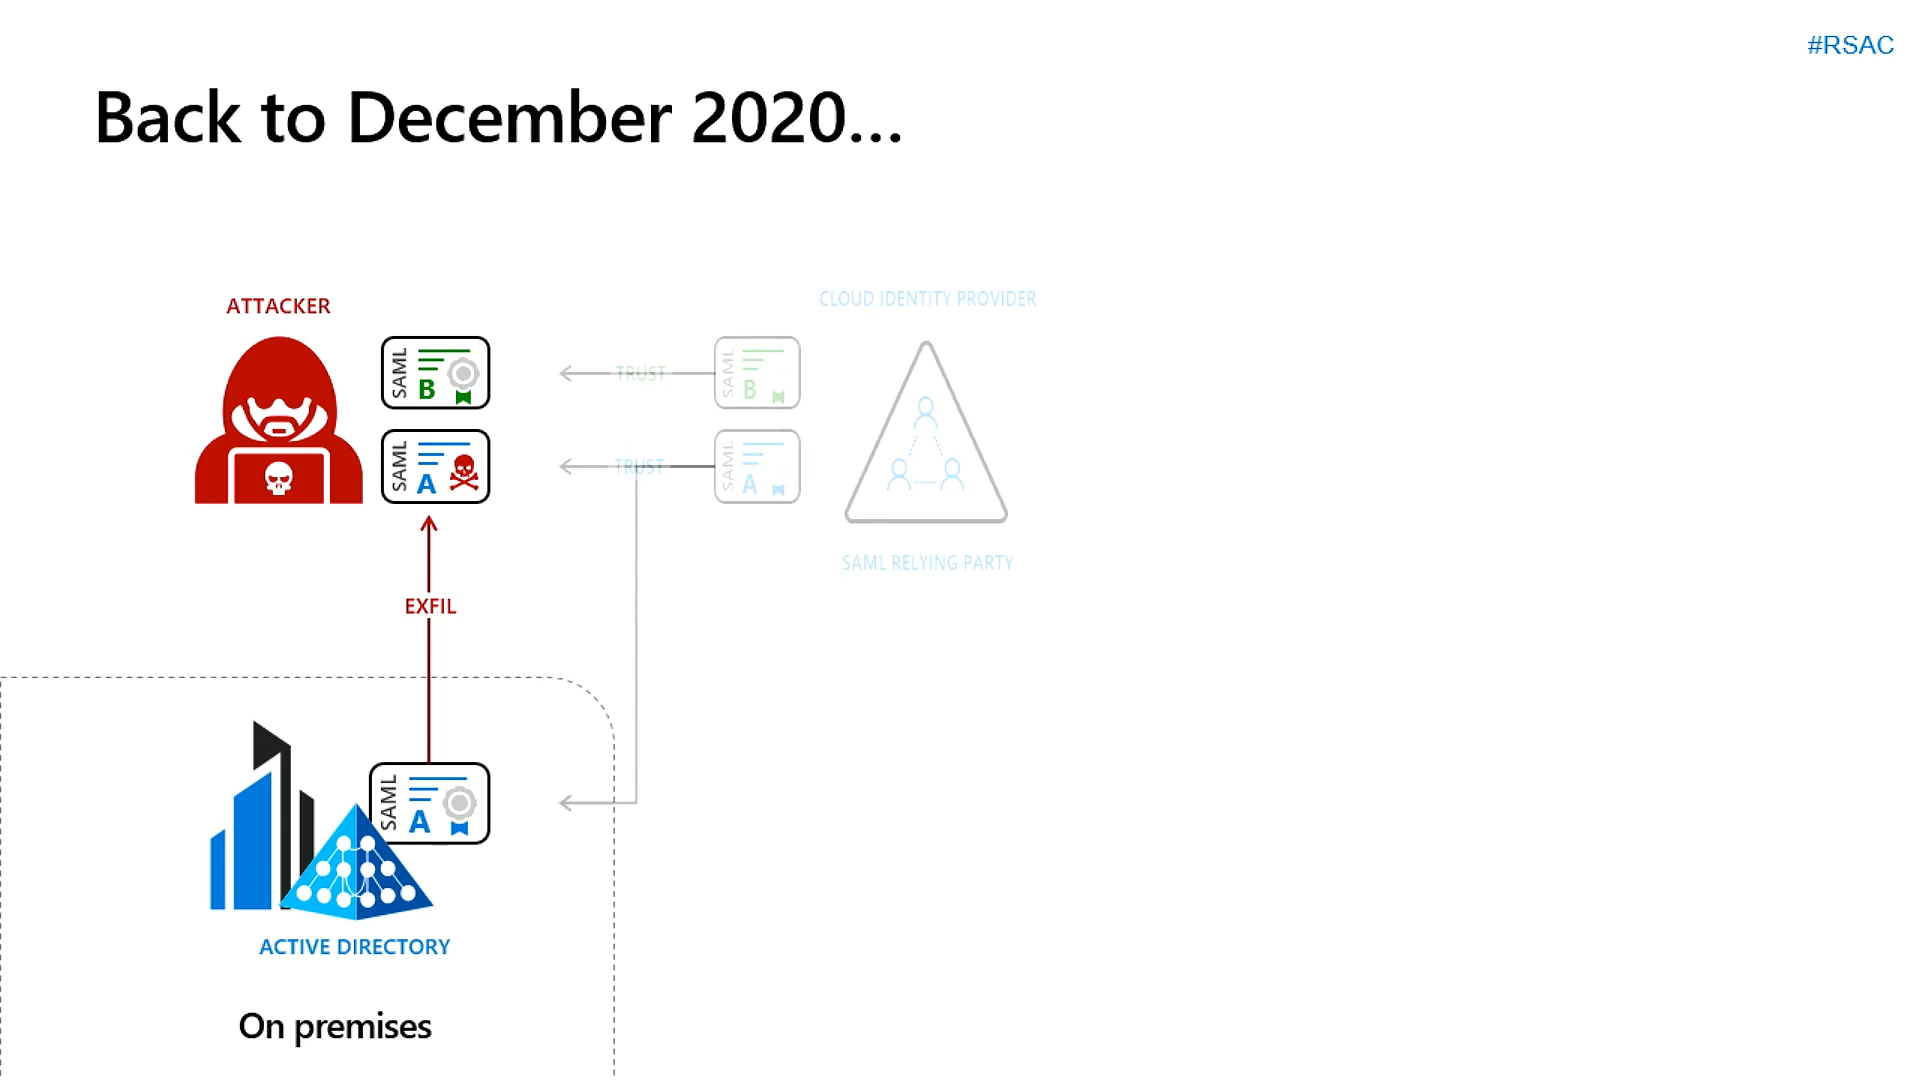 #RSAC
Back to December 2020...
ATTACKER
CLOUD IDENTITY PROVIDER
SAML
B
TRUST
SAML
B
SAML
A
TRUST
SAML
A
SAML RELYING PARTY
EXFIL
SAML
A
ACTIVE DIRECTORY
On premises